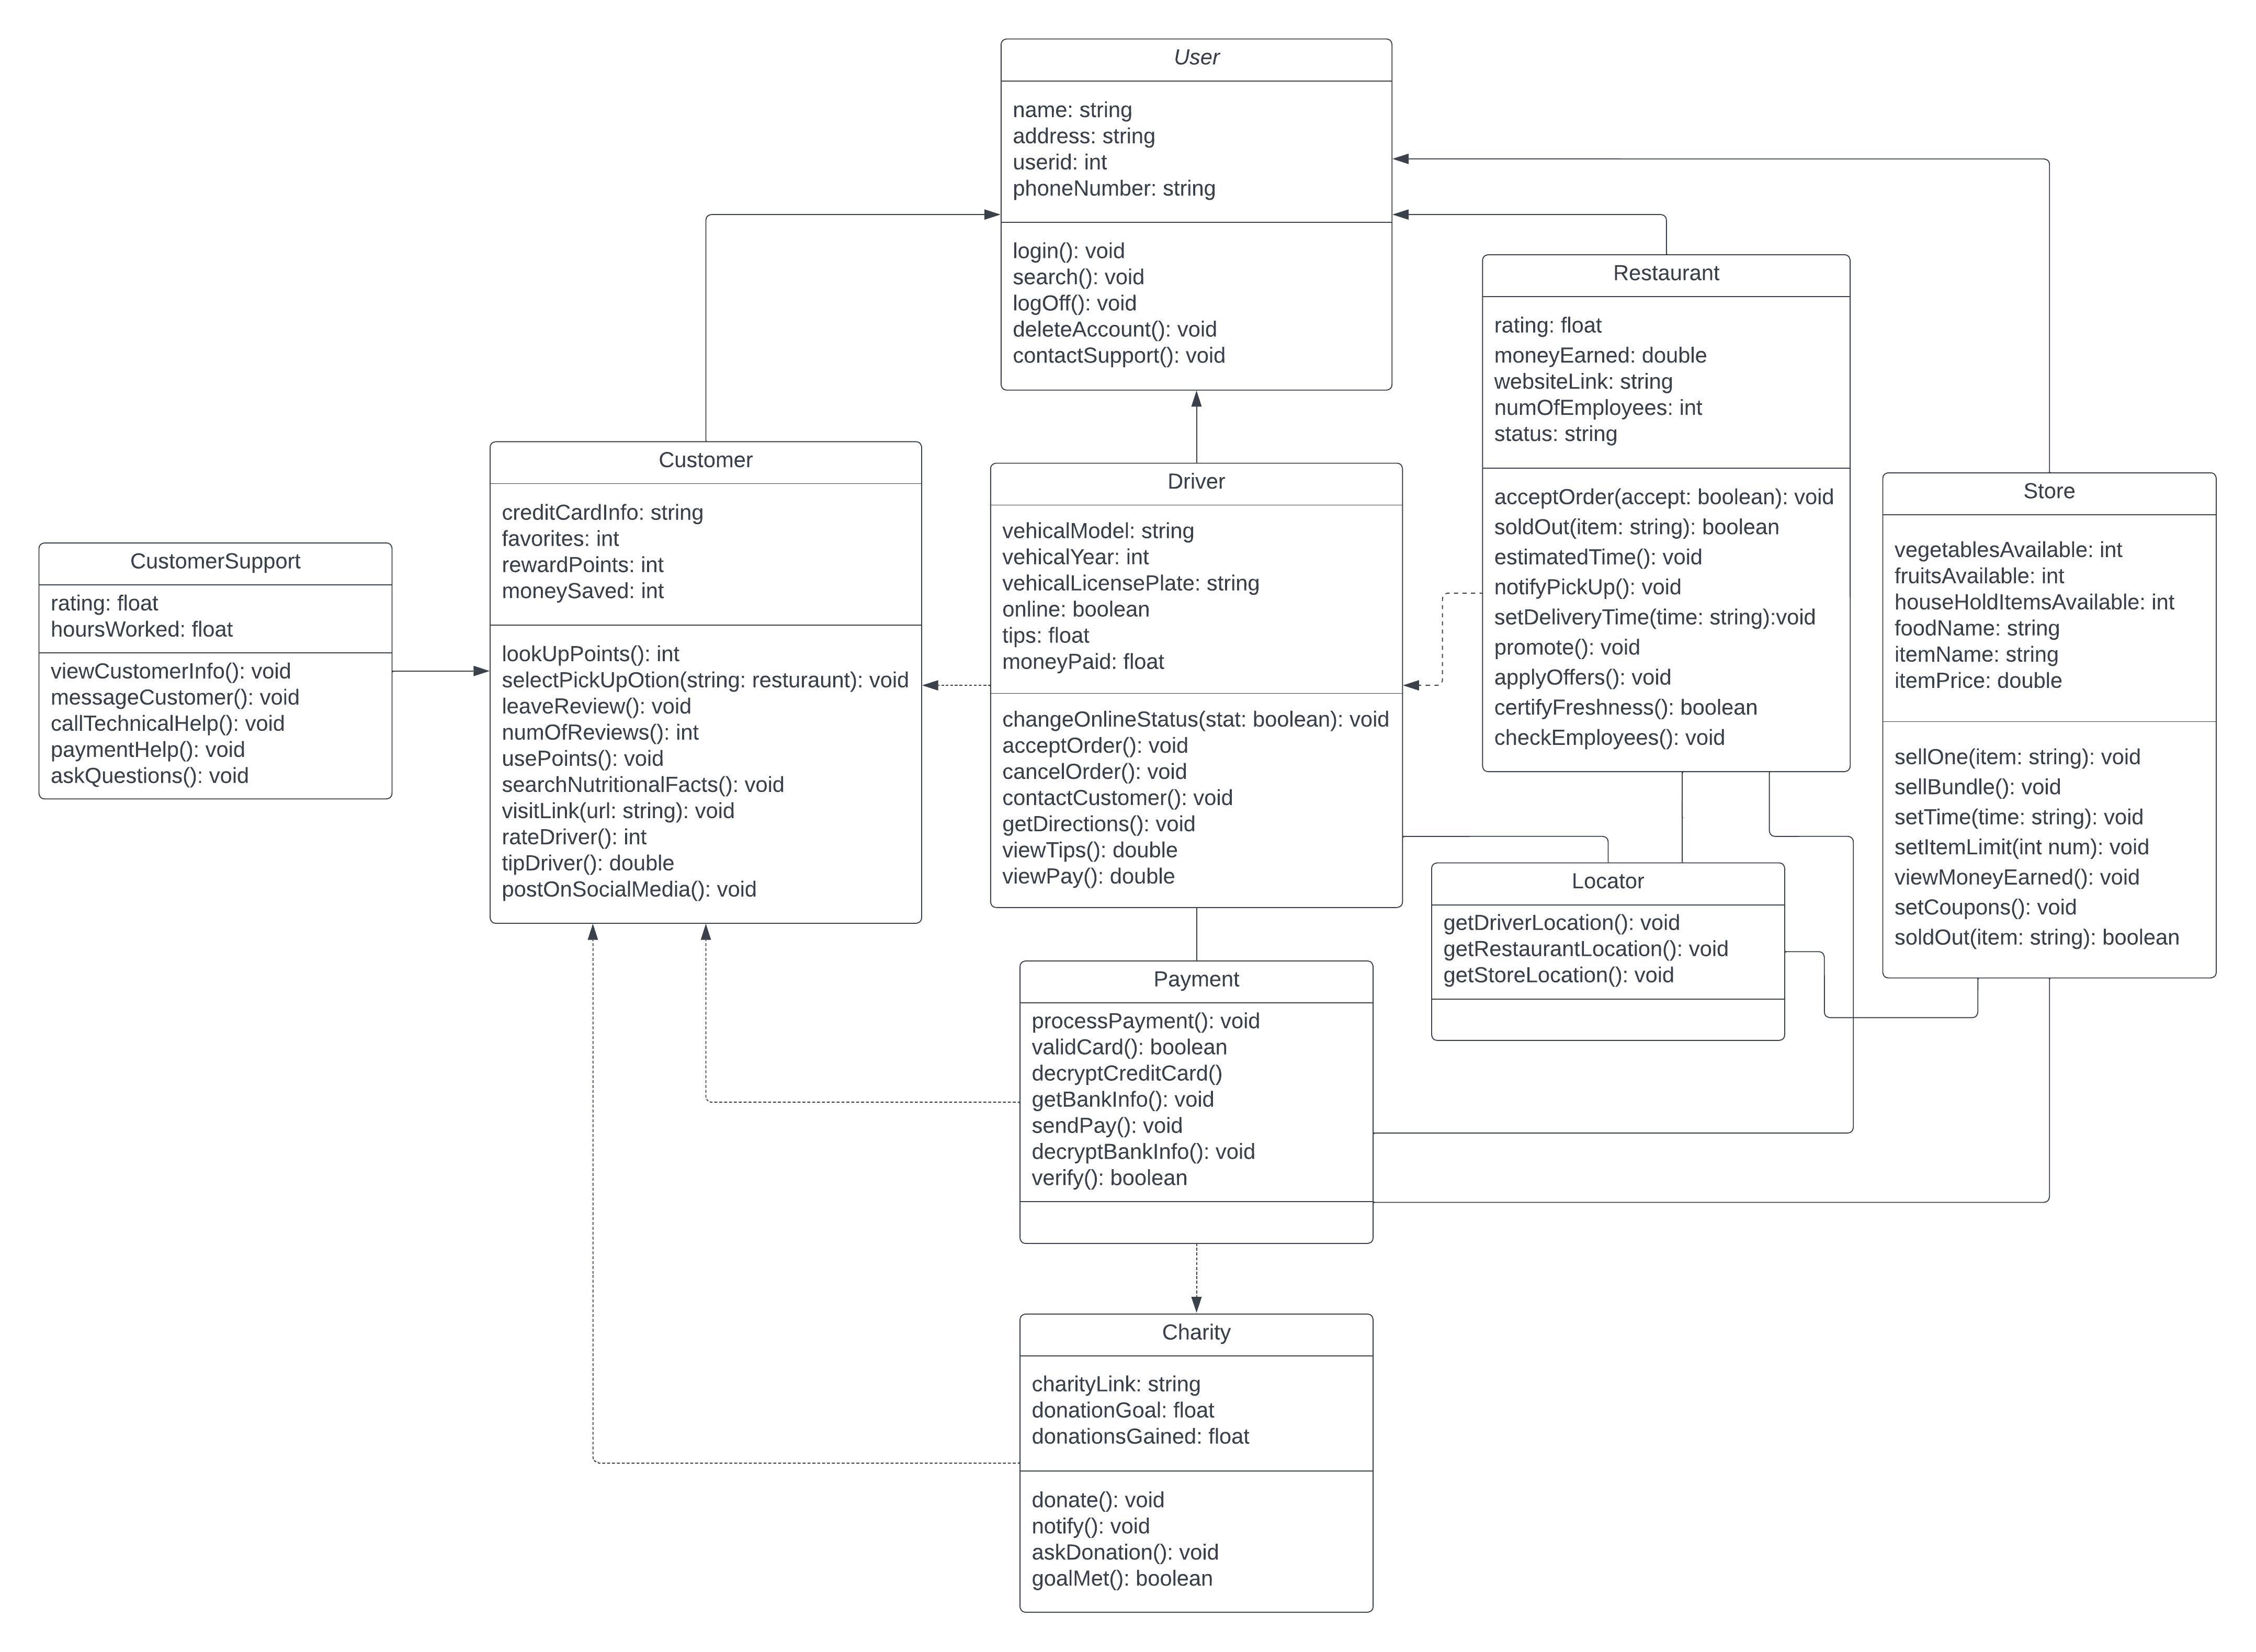 User
name: string
address: string
userid: int
phoneNumber: string
login(): void
search(): void
logOff(): void
deleteAccount(): void
contactSupport(): void
Restaurant
rating: float
moneyEarned: double
websiteLink: string
numOfEmployees: int
status: string
acceptOrder(accept: boolean): void
soldOut(item: string): boolean
estimatedTime(): void
notifyPickUp(): void
setDeliveryTime(time: string):void
promote(): void
applyOffers(): void
certifyFreshness(): boolean
checkEmployees(): void
Customer
creditCardInfo: string
favorites: int
rewardPoints: int
moneySaved: int
lookUpPoints(): int
selectPickUpOtion(string: resturaunt): void
leaveReview(): void
numOfReviews(): int
usePoints(): void
searchNutritionalFacts(): void
visitLink(url: string): void
rateDriver(): int
tipDriver(): double
postOnSocialMedia(): void
Driver
vehicalModel: string
vehicalYear: int
vehicalLicensePlate: string
online: boolean
tips: float
moneyPaid: float
changeOnlineStatus(stat: boolean): void
acceptOrder(): void
cancelOrder(): void
contactCustomer(): void
getDirections(): void
viewTips(): double
viewPay(): double
Store
vegetablesAvailable: int
fruitsAvailable: int
houseHoldItemsAvailable: int
foodName: string
itemName: string
itemPrice: double
sellOne(item: string): void
sellBundle(): void
setTime(time: string): void
setItemLimit(int num): void
viewMoneyEarned(): void
setCoupons(): void
soldOut(item: string): boolean
CustomerSupport
rating: float
hoursWorked: float
viewCustomerInfo(): void
messageCustomer(): void
callTechnicalHelp(): void
paymentHelp(): void
askQuestions(): void
Locator
getDriverLocation(): void
getRestaurantLocation(): void
getStoreLocation(): void
Payment
processPayment(): void
validCard(): boolean
decryptCreditCard()
getBankInfo(): void
sendPay(): void
decryptBankInfo(): void
verify(): boolean
Charity
charityLink: string
donationGoal: float
donationsGained: float
donate(): void
notify(): void
askDonation(): void
goalMet(): boolean